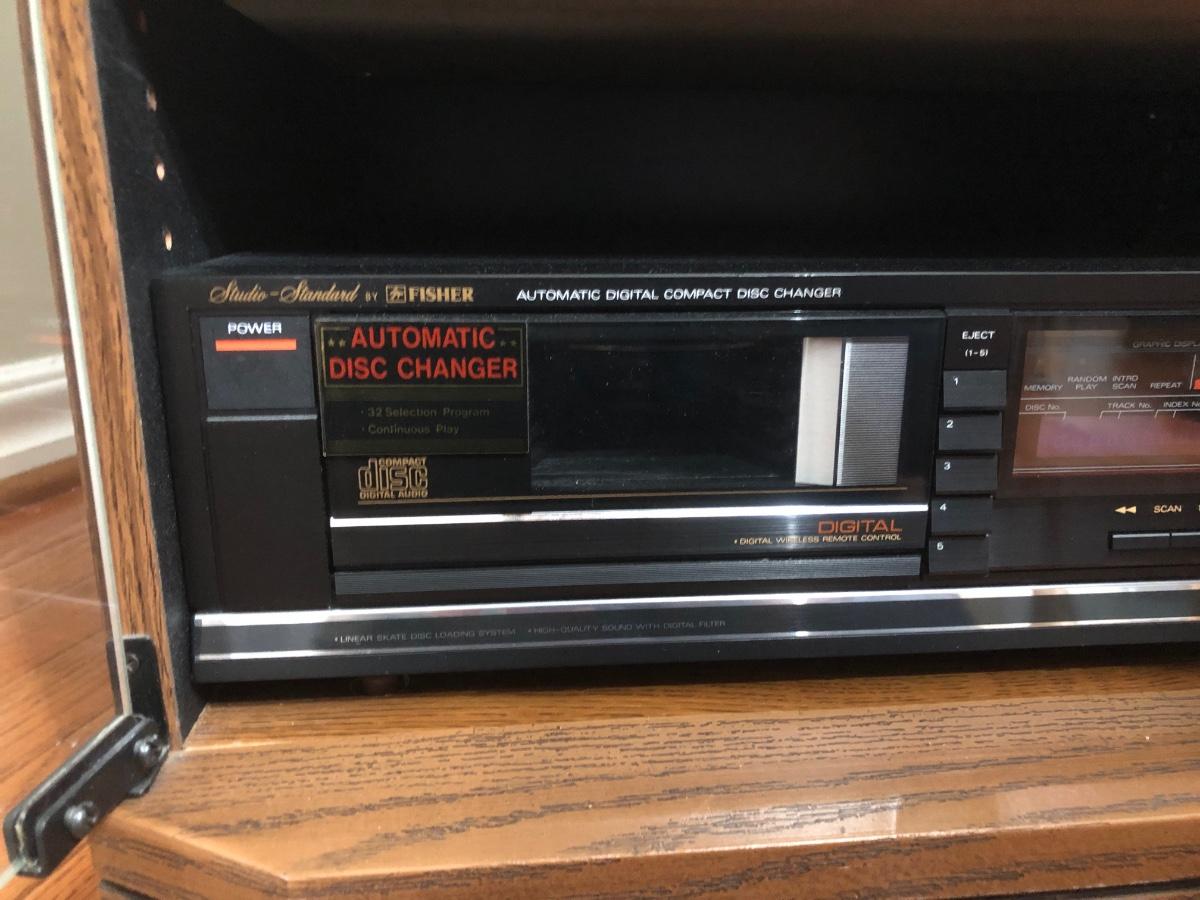 Studio-Standard BY FISHER AUTOMATIC DIGITAL COMPACT DISC CHANGER
POWER
AUTOMATIC
DISC CHANGER
· 32 Selection Program
· Continuous Play
COMPACT
disc
DIGITAL AUDIO
DIGITAL
• DIGITAL WIRELESS REMOTE CONTROL
• LINEAR SKATE DISC LOADING SYSTEM • HIGH-QUALITY SOUND WITH DIGITAL FILTER
EJECT
(1-5)
1
2
3
4
5
GRAPHIC
MEMORY RANDOM PLAY INTRO SCAN REPEAT
DISC No. TRACK No. INDEX
◄◄ SCAN